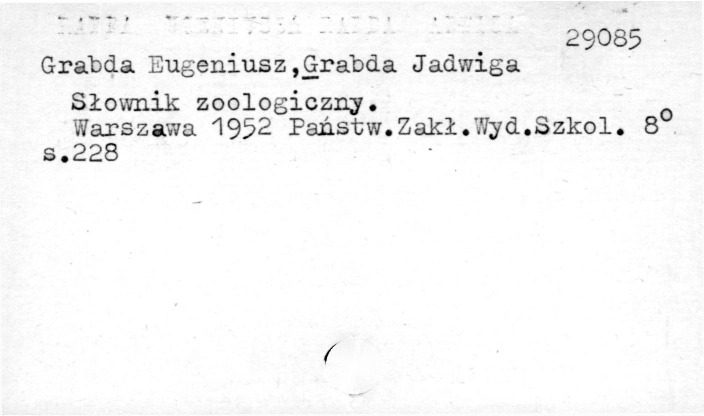 29085
Grabda Eugeniusz,Grabda Jadwiga
Słownik zoologiczny.
Warszawa 1952 Państw.Zakł.Wyd.Szkol. 8°
s.228